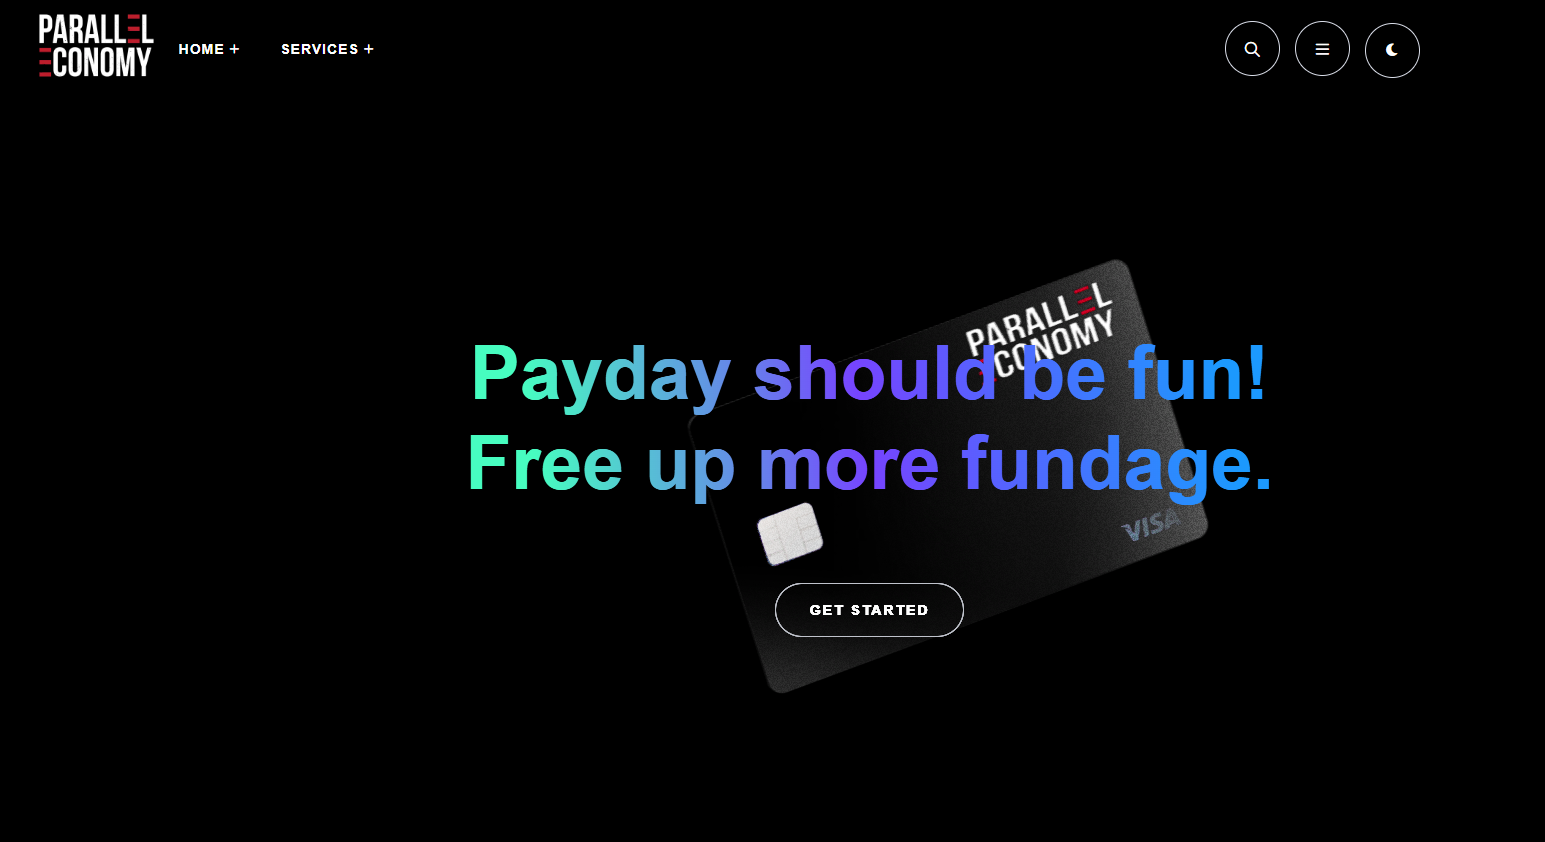 PARALLEL
ECONOMY
HOME +
SERVICES +
PARALLEL
ECONOMY
Payday should be fun!
Free up more fundage.
VISA
GET STARTED